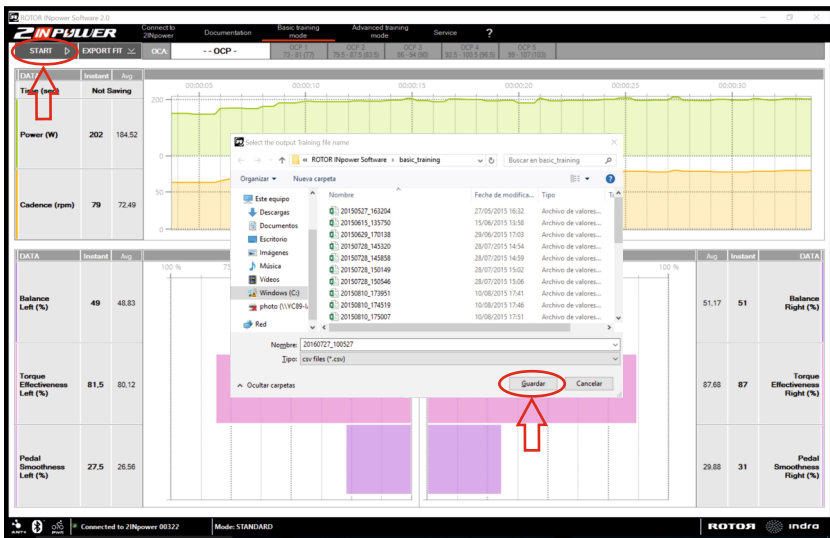 ROTOR INpower Software 2.0
2INPOWER
Connect to 2INpower
Documentation
Basic training mode
Advanced training mode
Service
?
START
EXPORT FIT
OCA:
- - OCP -
OCP 1
73 - 81 (77)
OCP 2
79.5 - 87.5 (83.5)
OCP 3
86 - 94 (90)
OCP 4
92.5 - 100.5 (96.5)
OCP 5
99 - 107 (103)
DATA Instant Avg
Time (sec) Not Saving
00:00:05 00:00:10 00:00:15 00:00:20 00:00:25 00:00:30
200
Power (W) 202 184,52
0
50
Cadence (rpm) 79 72,49
0
Select the output Training file name
« ROTOR INpower Software › basic_training
Buscar en basic_training
Organizar Nueva carpeta
Este equipo
Descargas
Documentos
Escritorio
Imágenes
Música
Vídeos
Windows (C:)
Red
Nombre Fecha de modifica... Tipo
20150527_163204 27/05/2015 16:32 Archivo de valores...
20150615_135750 15/06/2015 13:58 Archivo de valores...
20150629_170138 29/06/2015 17:03 Archivo de valores...
20150728_145320 28/07/2015 14:54 Archivo de valores...
20150728_145858 28/07/2015 14:59 Archivo de valores...
20150728_150149 28/07/2015 15:02 Archivo de valores...
20150728_150546 28/07/2015 15:06 Archivo de valores...
20150810_173951 10/08/2015 17:41 Archivo de valores...
20150810_174519 10/08/2015 17:46 Archivo de valores...
20150810_175007 10/08/2015 17:51 Archivo de valores...
Nombre: 20160727_100527
Tipo: csv files (*.csv)
Ocultar carpetas
Guardar Cancelar
DATA Instant Avg
100 %
100 %
Avg Instant DATA
Balance
Left (%)
49 48,83
51,17 51
Balance
Right (%)
Torque
Effectiveness
Left (%)
81,5 80,12
87,68 87
Torque
Effectiveness
Right (%)
Pedal
Smoothness
Left (%)
27,5 26,56
29,88 31
Pedal
Smoothness
Right (%)
ANT+
Connected to 2INpower 00322
Mode: STANDARD
ROTOR
indra